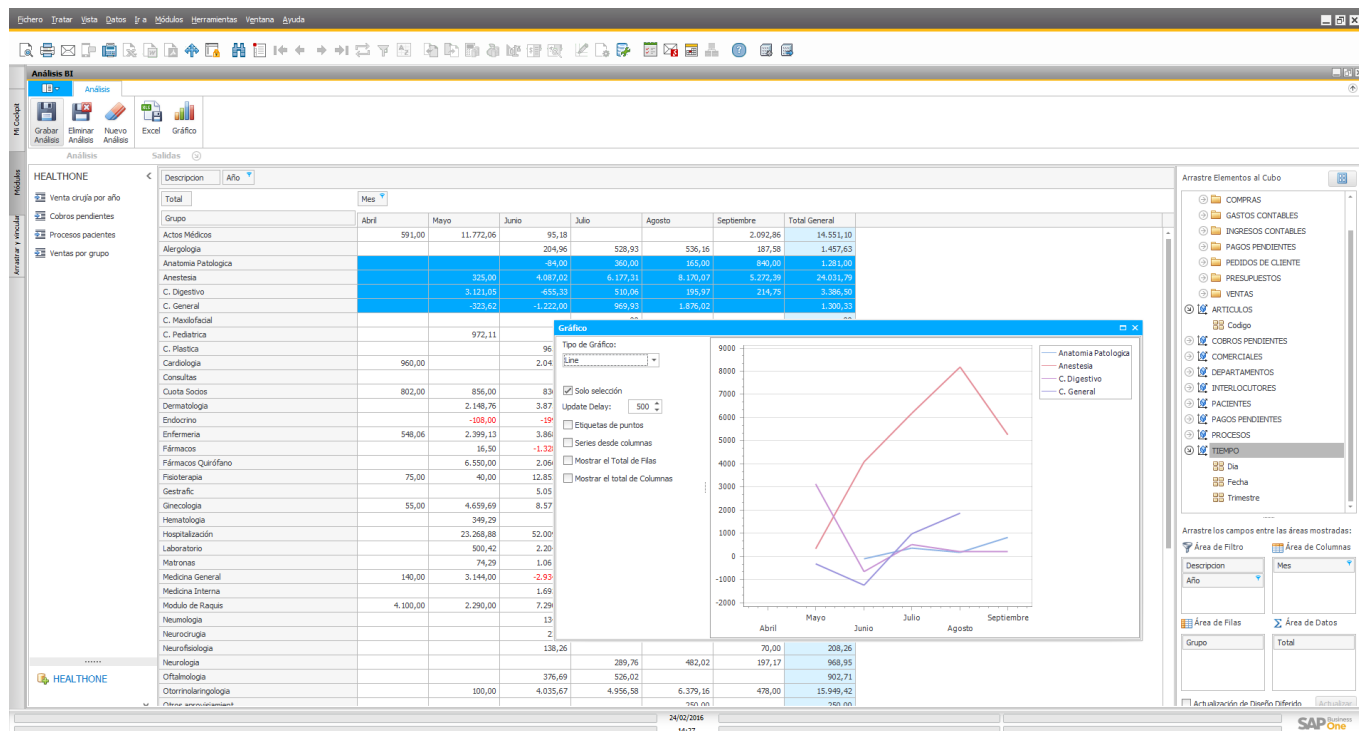 Fichero Tratar Vista Datos Ir a Módulos Herramientas Ventana Ayuda
Análisis BI
Análisis
Grabar Análisis Eliminar Análisis Nuevo Análisis Excel Gráfico
Análisis Salidas
Mi Cockpit
Módulos
Arrastrar y vincular
HEALTHONE
Venta cirujía por año
Cobros pendientes
Procesos pacientes
Ventas por grupo
HEALTHONE
Descripcion Año
Total Mes
Grupo Abril Mayo Junio Julio Agosto Septiembre Total General
Actos Médicos 591,00 11.772,06 95,18 2.092,86 14.551,10
Alergologia 204,96 528,93 536,16 187,58 1.457,63
Anatomia Patologica -84,00 360,00 165,00 840,00 1.281,00
Anestesia 325,00 4.087,02 6.177,31 8.170,07 5.272,39 24.031,79
C. Digestivo 3.121,05 -655,33 510,06 195,97 214,75 3.386,50
C. General -323,62 -1.222,00 969,93 1.876,02 1.300,33
C. Maxilofacial
C. Pediatrica 972,11
C. Plastica
Cardiologia 960,00
Consultas
Cuota Socios 802,00 856,00
Dermatologia 2.148,76
Endocrino -108,00
Enfermeria 548,06 2.399,13
Fármacos 16,50
Fármacos Quirófano 6.550,00
Fisioterapia 75,00 40,00
Gestrafic
Ginecologia 55,00 4.659,69
Hematologia 349,29
Hospitalización 23.268,88
Laboratorio 500,42
Matronas 74,29
Medicina General 140,00 3.144,00
Medicina Interna
Modulo de Raquis 4.100,00 2.290,00
Neumologia
Neurocirugia
Neurofisiologia 138,26 70,00 208,26
Neurologia 289,76 482,02 197,17 968,95
Oftalmologia 376,69 526,02 902,71
Otorrinolaringologia 100,00 4.035,67 4.956,58 6.379,16 478,00 15.949,42
Otros aprovisiamient 250,00 250,00
Gráfico
Tipo de Gráfico:
Line
Solo selección
Update Delay: 500
Etiquetas de puntos
Series desde columnas
Mostrar el Total de Filas
Mostrar el total de Columnas
9000
8000
7000
6000
5000
4000
3000
2000
1000
0
-1000
-2000
Abril Mayo Junio Julio Agosto Septiembre
Anatomia Patologica
Anestesia
C. Digestivo
C. General
Arrastre Elementos al Cubo
COMPRAS
GASTOS CONTABLES
INGRESOS CONTABLES
PAGOS PENDIENTES
PEDIDOS DE CLIENTE
PRESUPUESTOS
VENTAS
ARTICULOS
Codigo
COBROS PENDIENTES
COMERCIALES
DEPARTAMENTOS
INTERLOCUTORES
PACIENTES
PAGOS PENDIENTES
PROCESOS
TIEMPO
Dia
Fecha
Trimestre
Arrastre los campos entre las áreas mostradas:
Área de Filtro Área de Columnas
Descripcion Mes
Año
Área de Filas Área de Datos
Grupo Total
Actualización de Diseño Diferido Actualizar
24/02/2016
14:27
SAP Business One